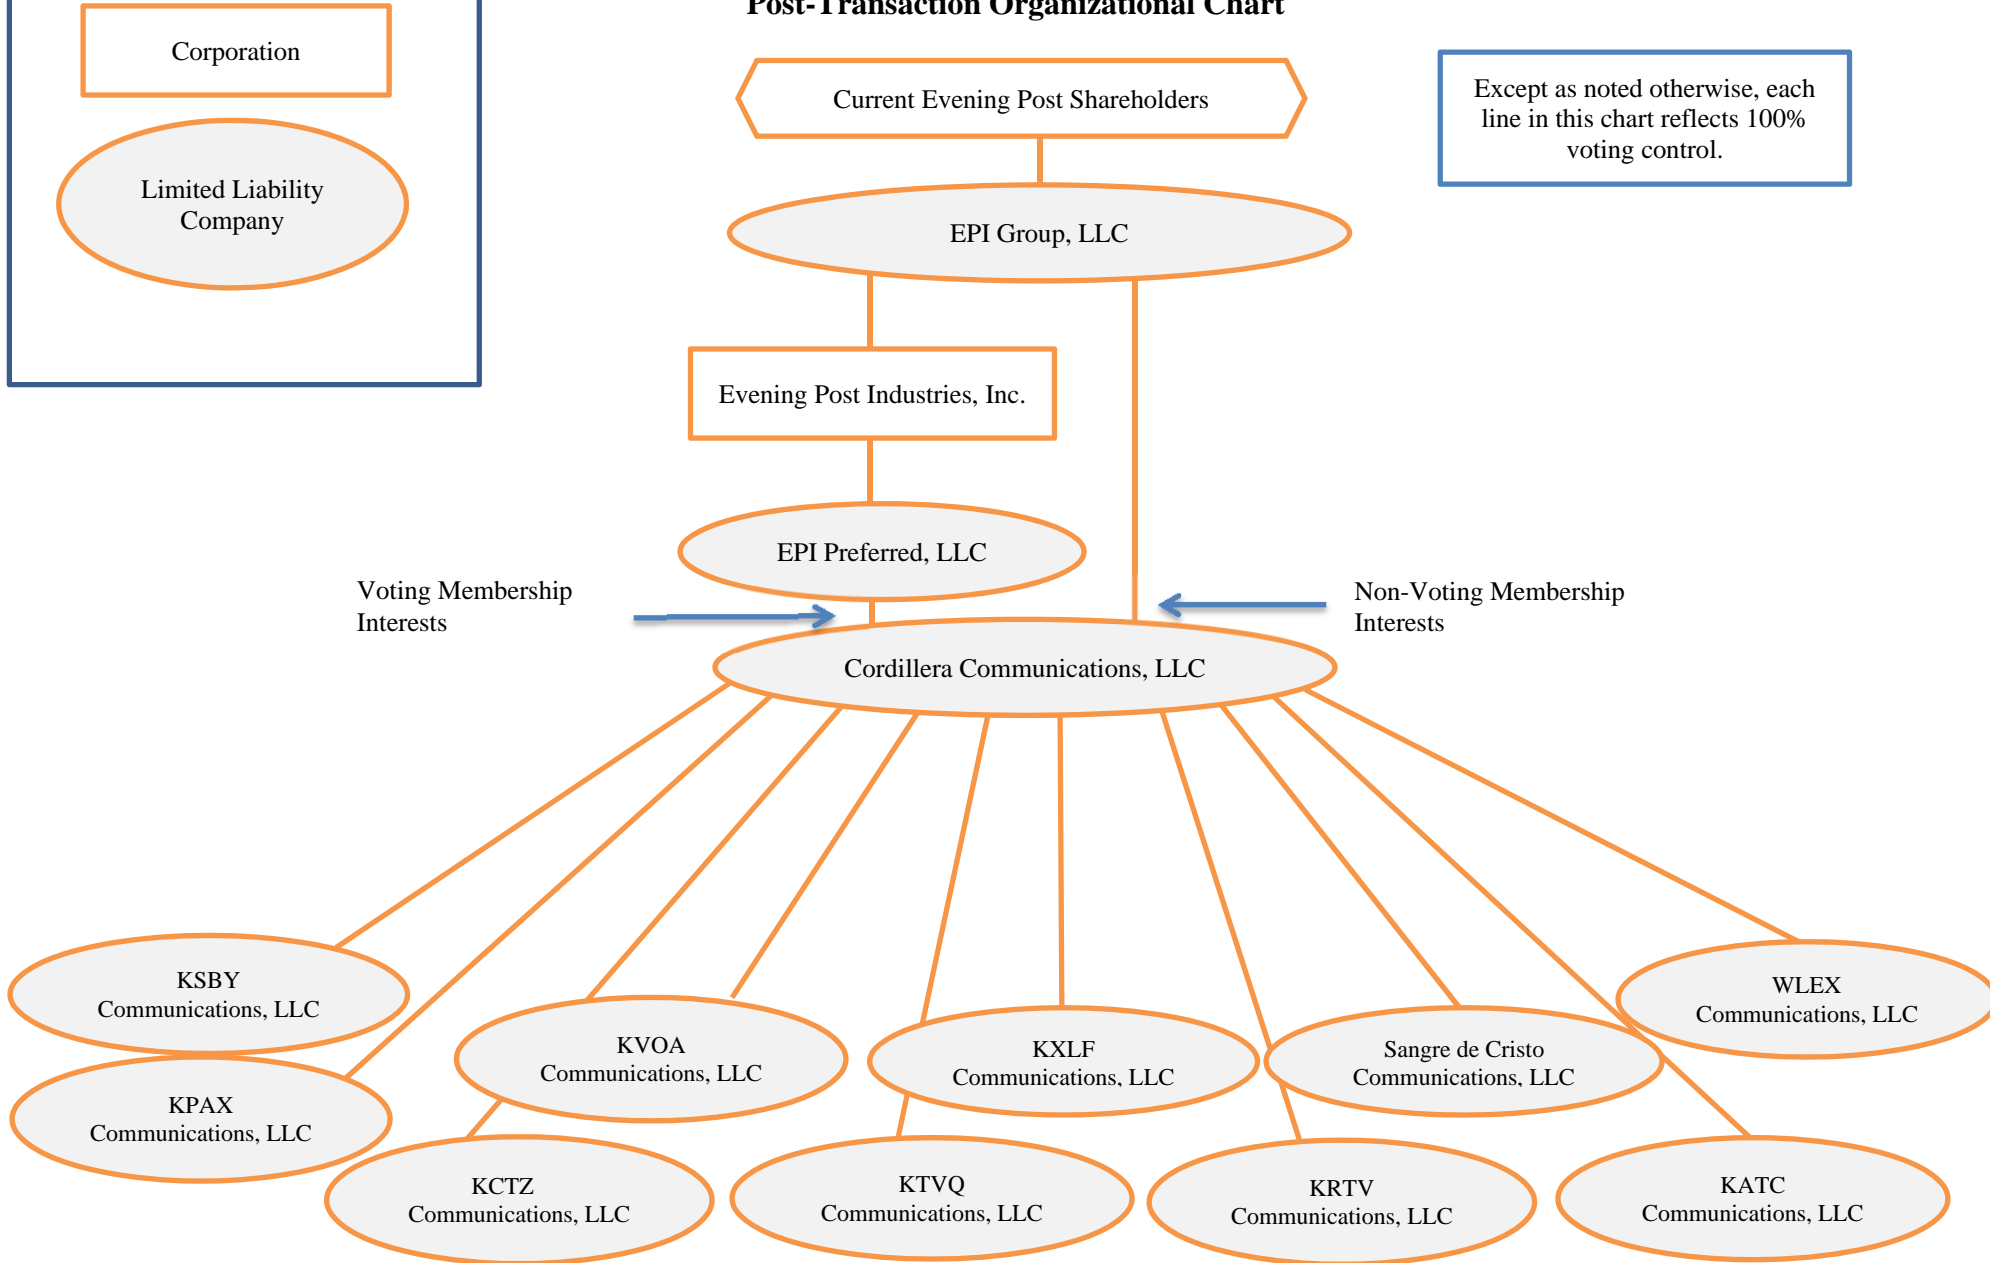 Post-Transaction Organizational Chart
Corporation
Limited Liability
Company
Current Evening Post Shareholders
Except as noted otherwise, each
line in this chart reflects 100%
voting control.
EPI Group, LLC
Evening Post Industries, Inc.
EPI Preferred, LLC
Voting Membership
Interests
Non-Voting Membership
Interests
Cordillera Communications, LLC
KSBY
Communications, LLC
KPAX
Communications, LLC
KVOA
Communications, LLC
KCTZ
Communications, LLC
KXLF
Communications, LLC
KTVQ
Communications, LLC
Sangre de Cristo
Communications, LLC
KRTV
Communications, LLC
WLEX
Communications, LLC
KATC
Communications, LLC